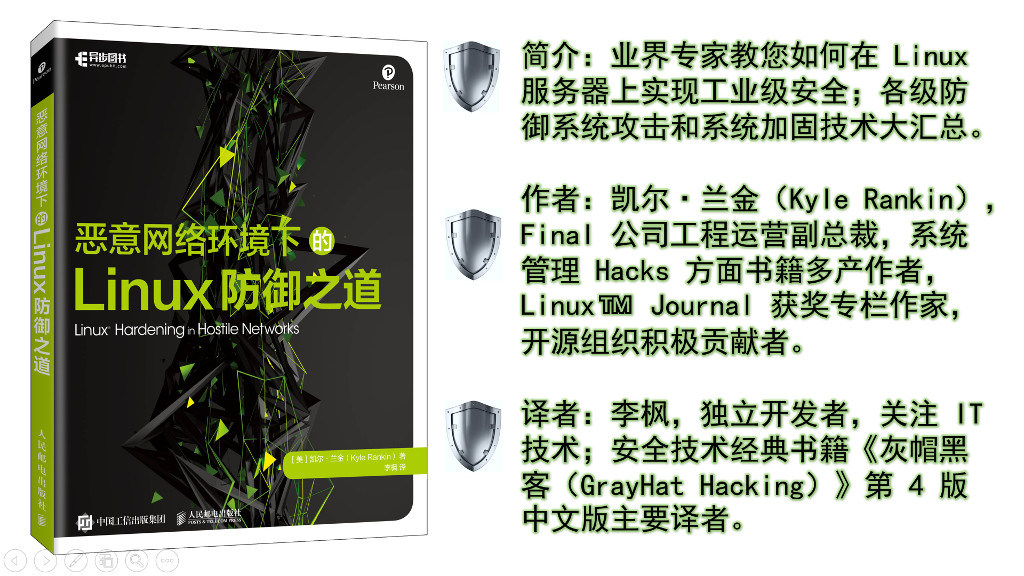 异步图书
www.epubit.com
Pearson
恶意网络环境下的
Linux 防御之道
Linux® Hardening in Hostile Networks
[美] 凯尔·兰金（Kyle Rankin）著
李枫 译
中国工信出版集团
人民邮电出版社
POSTS & TELECOM PRESS
Pearson
恶意网络环境下的Linux防御之道
人民邮电出版社
简介：业界专家教您如何在 Linux
服务器上实现工业级安全；各级防
御系统攻击和系统加固技术大汇总。
作者：凯尔·兰金（Kyle Rankin），
Final 公司工程运营副总裁，系统
管理 Hacks 方面书籍多产作者，
Linux™ Journal 获奖专栏作家，
开源组织积极贡献者。
译者：李枫，独立开发者，关注 IT
技术；安全技术经典书籍《灰帽黑
客（GrayHat Hacking）》第 4 版
中文版主要译者。